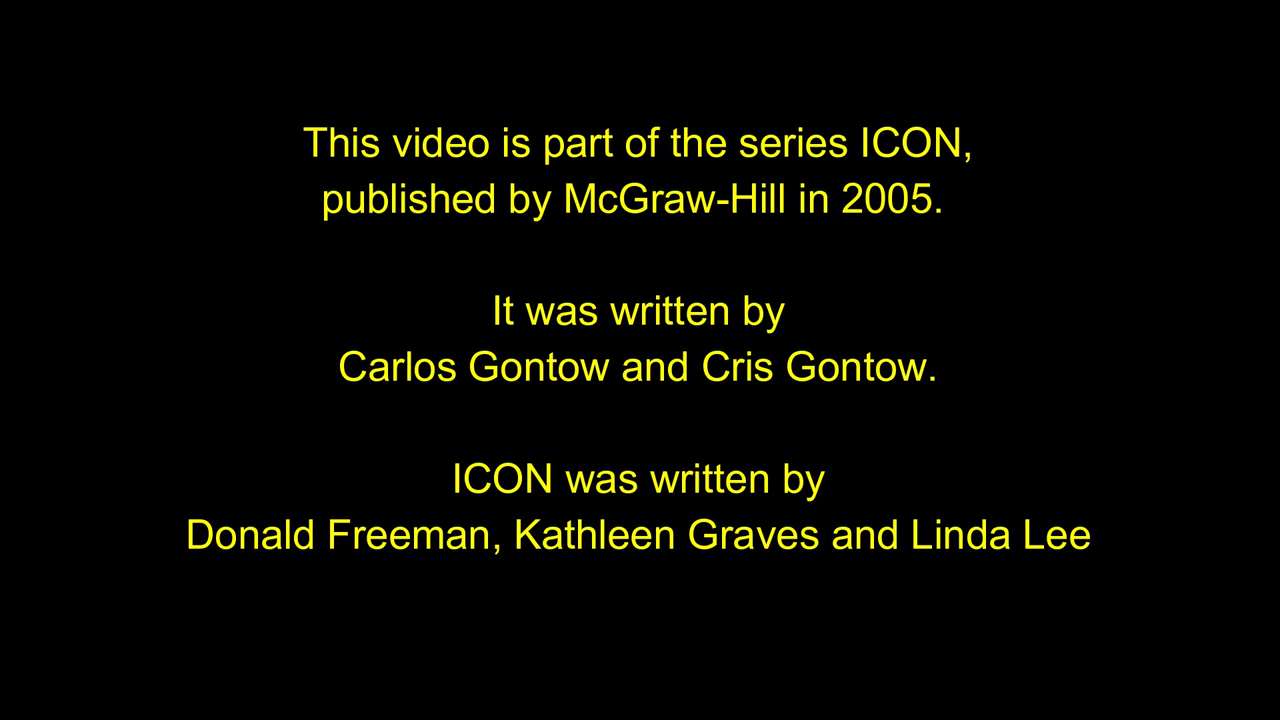 This video is part of the series ICON,
published by McGraw-Hill in 2005.
It was written by
Carlos Gontow and Cris Gontow.
ICON was written by
Donald Freeman, Kathleen Graves and Linda Lee